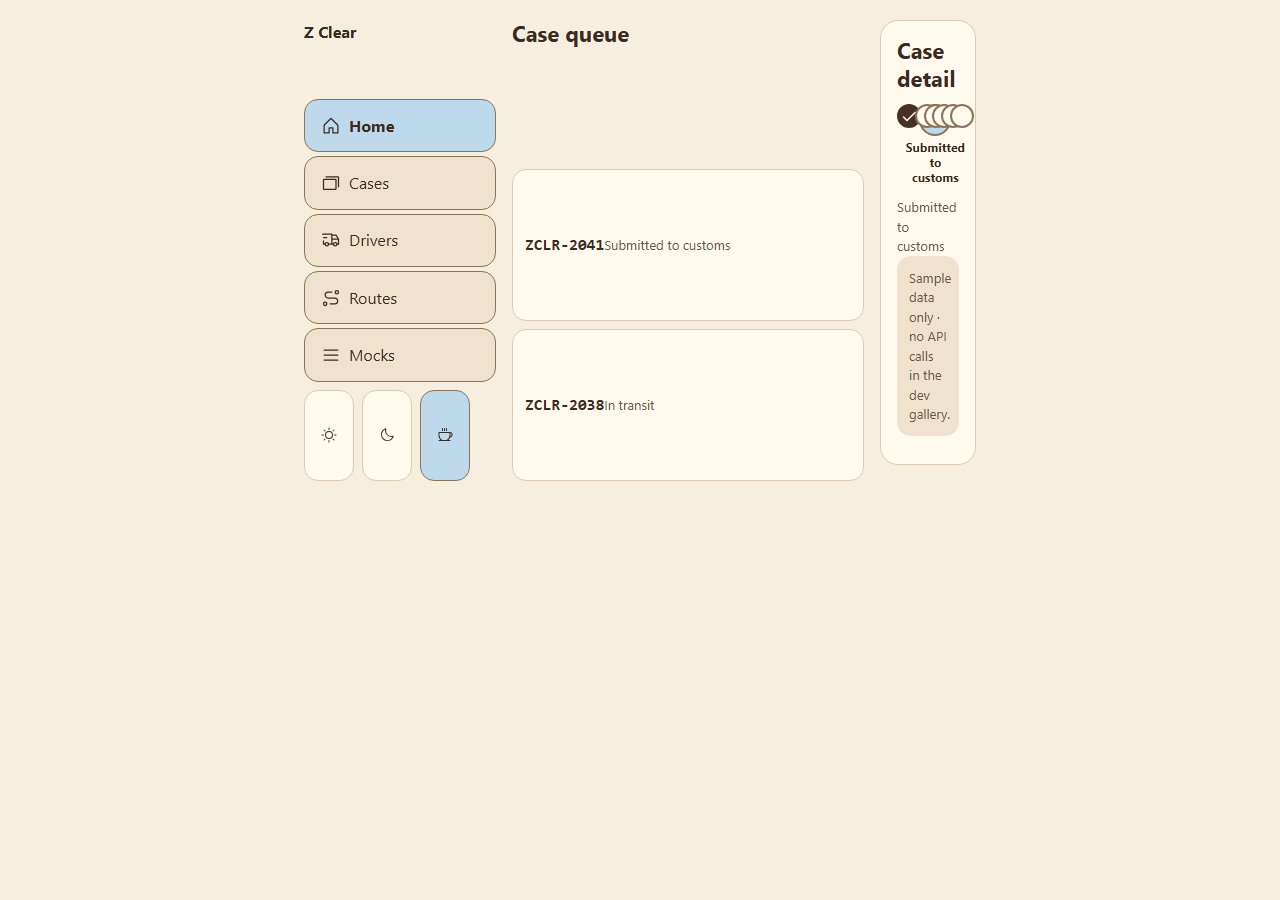 Z Clear
Home
Cases
Drivers
Routes
Mocks
Case queue
ZCLR-2041Submitted to customs
ZCLR-2038In transit
Case
detail
Submitted
to
customs
Submitted
to
customs
Sample
data
only ·
no API
calls
in the
dev
gallery.